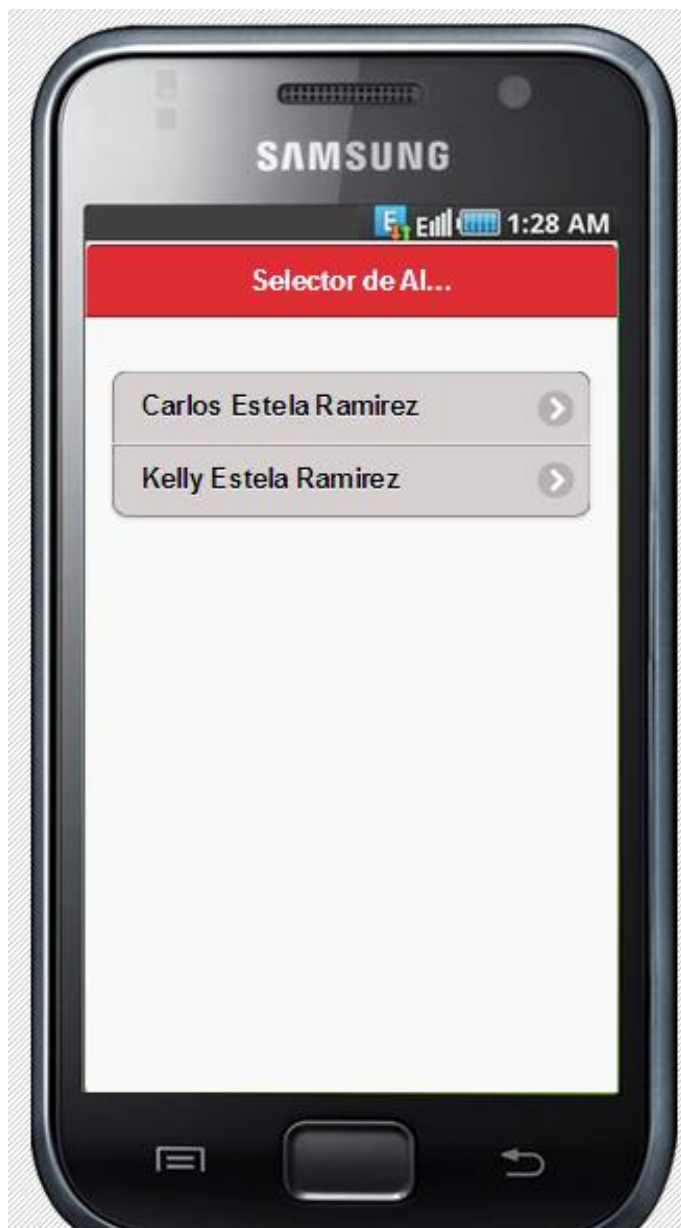 SAMSUNG
E 1:28 AM
Selector de Al...
Carlos Estela Ramirez
Kelly Estela Ramirez